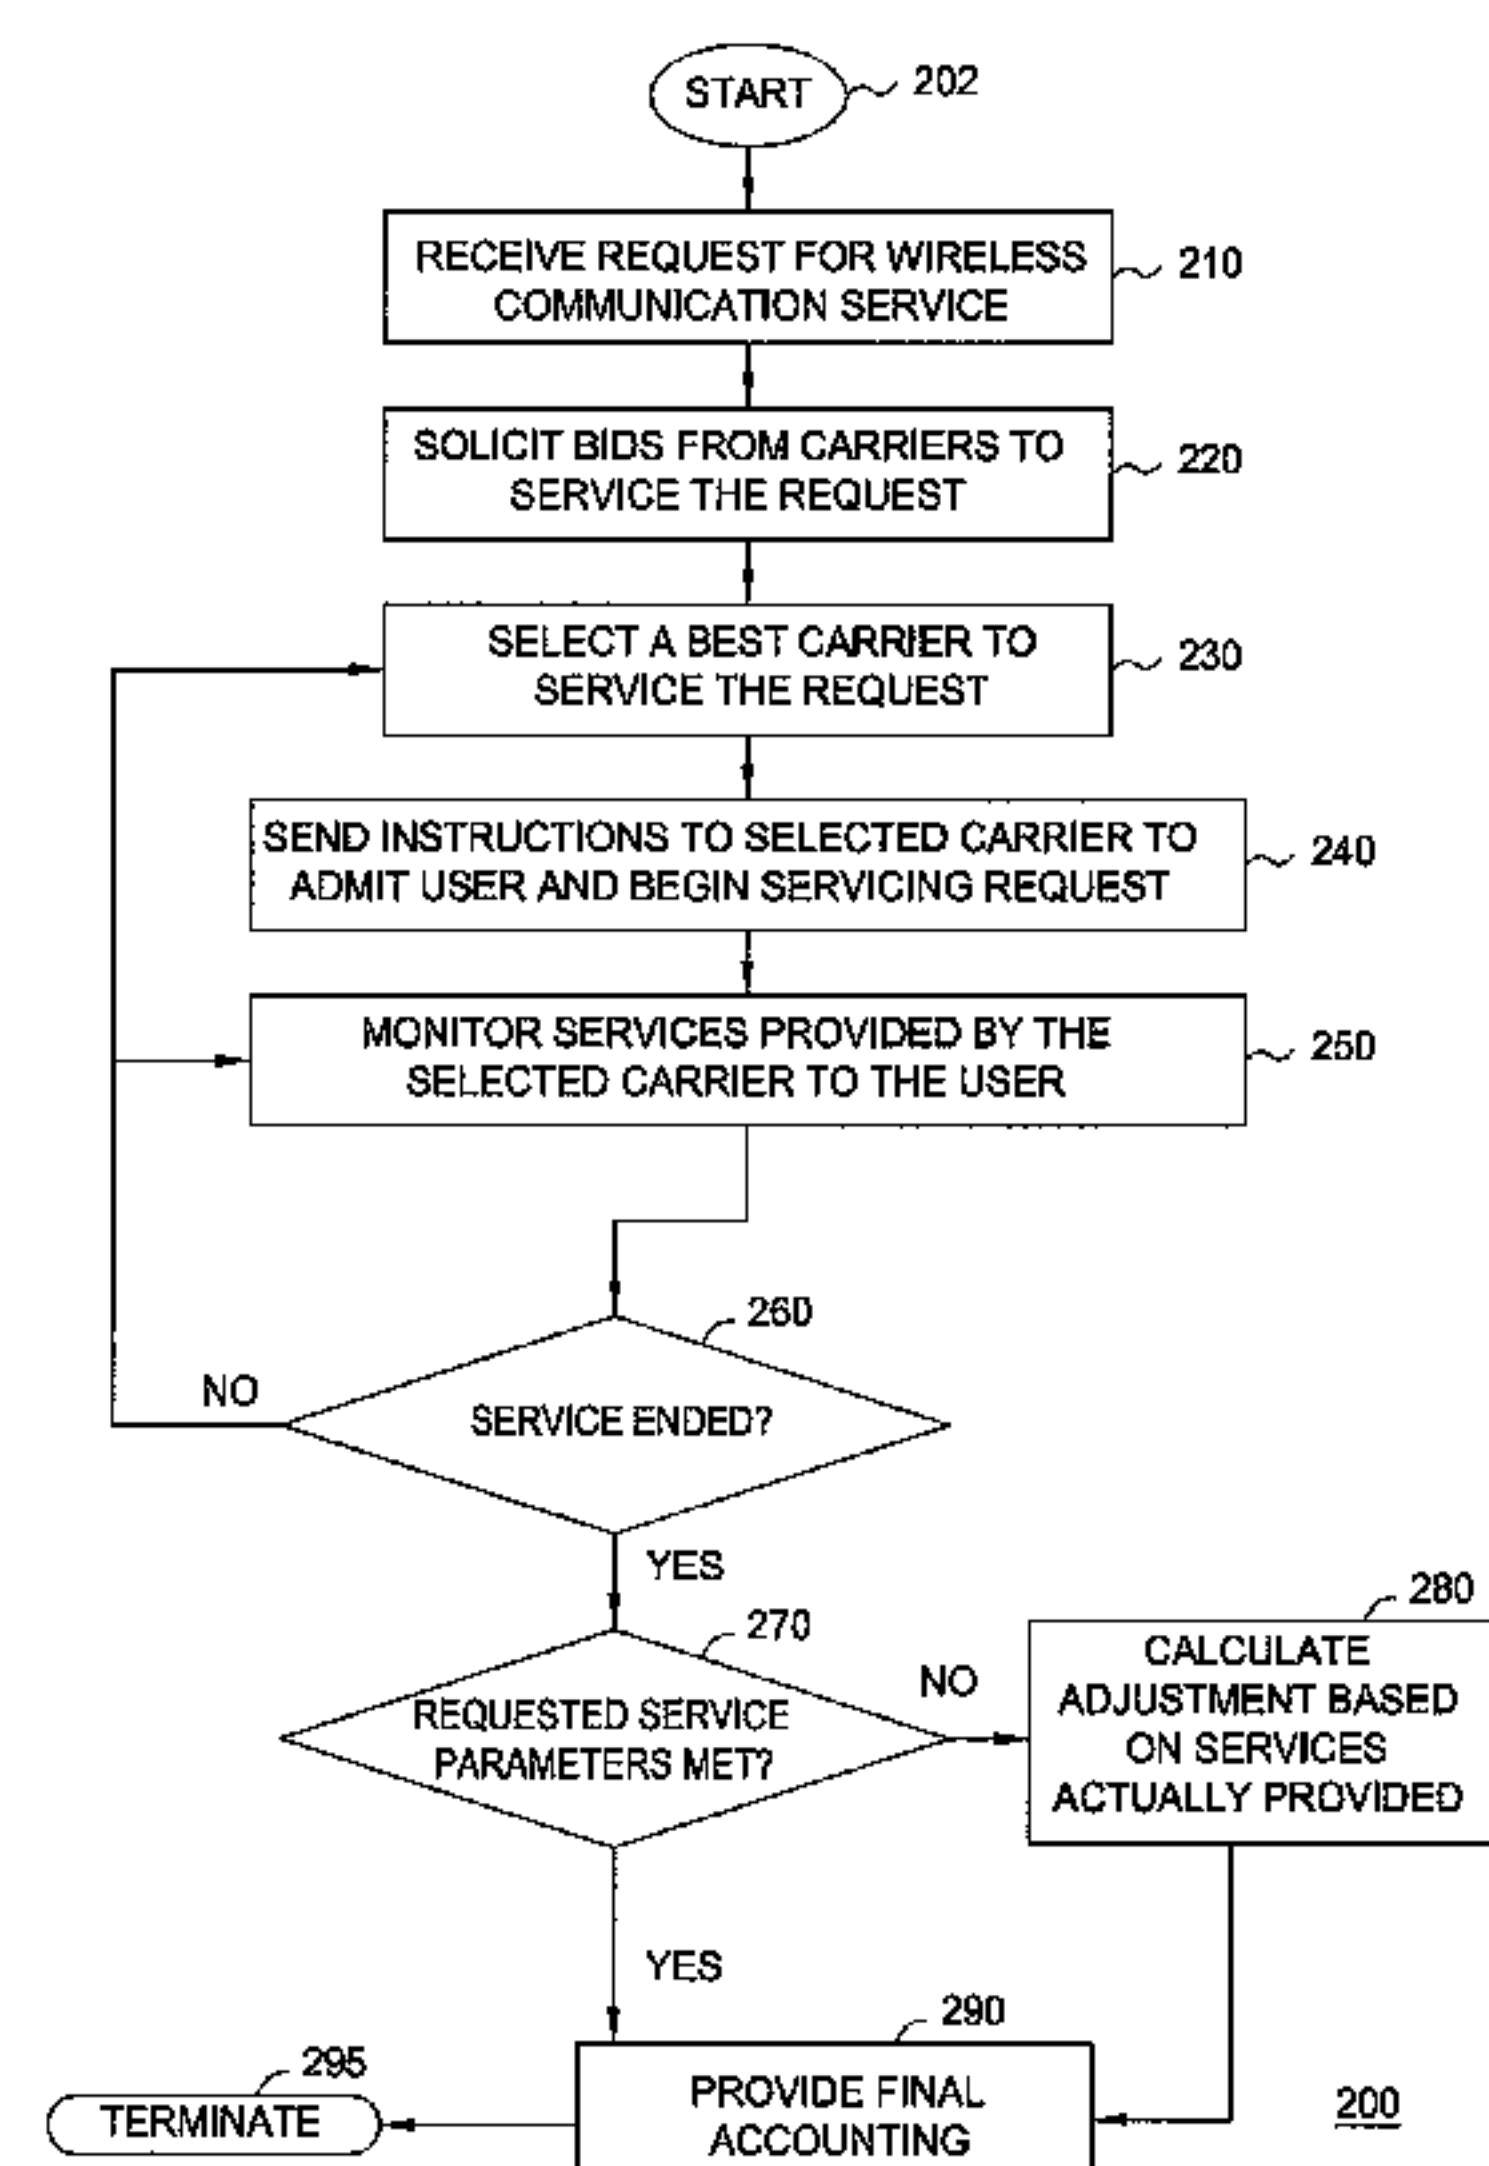 START
202
RECEIVE REQUEST FOR WIRELESS
COMMUNICATION SERVICE
210
SOLICIT BIDS FROM CARRIERS TO
SERVICE THE REQUEST
220
SELECT A BEST CARRIER TO
SERVICE THE REQUEST
230
SEND INSTRUCTIONS TO SELECTED CARRIER TO
ADMIT USER AND BEGIN SERVICING REQUEST
240
MONITOR SERVICES PROVIDED BY THE
SELECTED CARRIER TO THE USER
250
260
NO
SERVICE ENDED?
YES
270
REQUESTED SERVICE
PARAMETERS MET?
NO
280
CALCULATE
ADJUSTMENT BASED
ON SERVICES
ACTUALLY PROVIDED
YES
290
PROVIDE FINAL
ACCOUNTING
295
TERMINATE
200